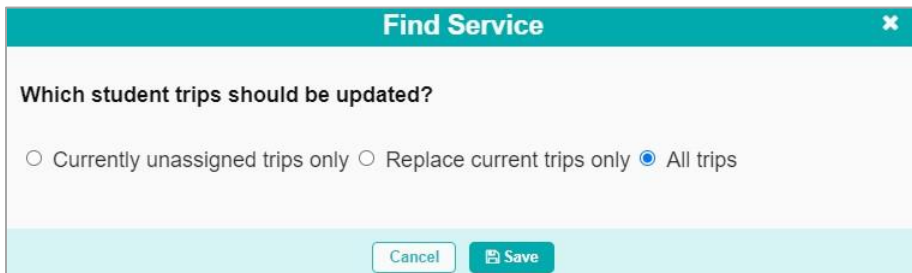 Find Service
Which student trips should be updated?
Currently unassigned trips only Replace current trips only All trips
Cancel Save